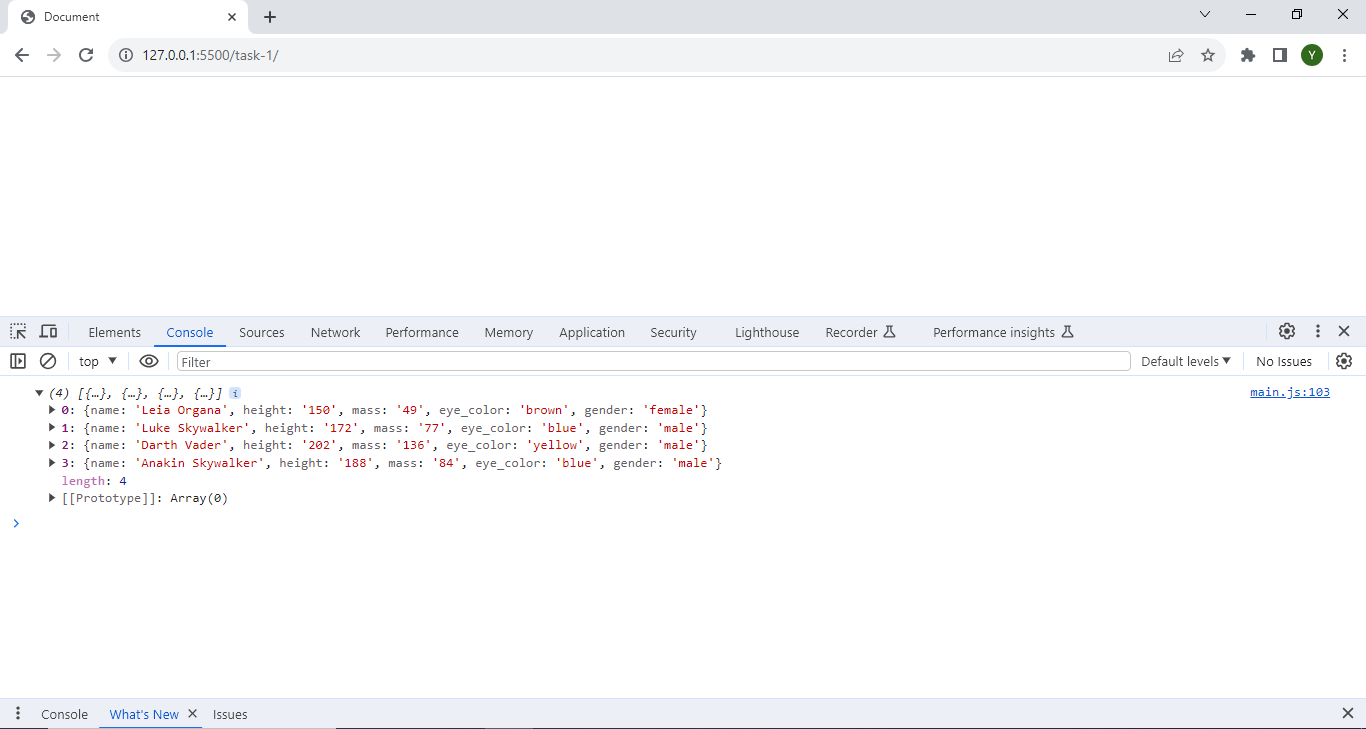 Document
127.0.0.1:5500/task-1/
Y
Elements Console Sources Network Performance Memory Application Security Lighthouse Recorder Performance insights
top ▼ Filter Default levels ▼ No Issues
▼ (4) [{…}, {…}, {…}, {…}] i main.js:103
▶ 0: {name: 'Leia Organa', height: '150', mass: '49', eye_color: 'brown', gender: 'female'}
▶ 1: {name: 'Luke Skywalker', height: '172', mass: '77', eye_color: 'blue', gender: 'male'}
▶ 2: {name: 'Darth Vader', height: '202', mass: '136', eye_color: 'yellow', gender: 'male'}
▶ 3: {name: 'Anakin Skywalker', height: '188', mass: '84', eye_color: 'blue', gender: 'male'}
length: 4
▶ [[Prototype]]: Array(0)
Console What's New Issues